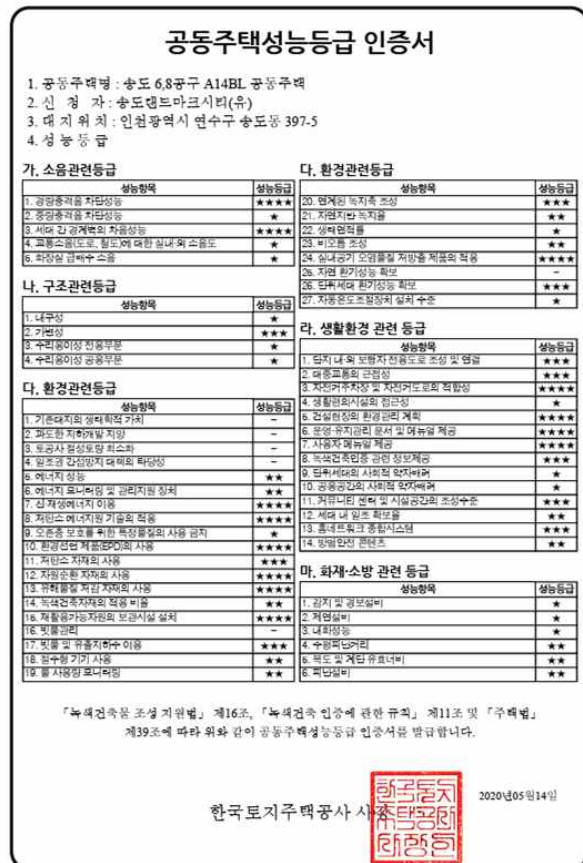 공동주택성능등급 인증서
1. 공동주택명 : 송도 6,8공구 A14BL 공동주택
2. 신 청 자 : 송도랜드마크시티(유)
3. 대 지 위 치 : 인천광역시 연수구 송도동 397-5
4. 성 능 등 급
가. 소음관련등급
성능항목 성능등급
1. 경량충격음 차단성능 ★★★★
2. 중량충격음 차단성능 ★
3. 세대 간 경계벽의 차음성능 ★★★★
4. 교통소음(도로, 철도)에 대한 실내·외 소음도 ★
5. 화장실 급배수 소음 ★
나. 구조관련등급
성능항목 성능등급
1. 내구성 ★
2. 가변성 ★★★
3. 수리용이성 전용부분 ★
4. 수리용이성 공용부분 ★
다. 환경관련등급
성능항목 성능등급
1. 기존대지의 생태학적 가치 –
2. 과도한 지하개발 지양 –
3. 토공사 절성토량 최소화 –
4. 일조권 간섭방지 대책의 타당성 –
5. 에너지 성능 ★★
6. 에너지 모니터링 및 관리지원 장치 ★★
7. 신·재생에너지 이용 ★★★★
8. 저탄소 에너지원 기술의 적용 ★★★★
9. 오존층 보호를 위한 특정물질의 사용 금지 ★
10. 환경선언 제품(EPD)의 사용 ★★★★
11. 저탄소 자재의 사용 ★★★
12. 자원순환 자재의 사용 ★★★★
13. 유해물질 저감 자재의 사용 ★★★★
14. 녹색건축자재의 적용 비율 ★★
15. 재활용가능자원의 보관시설 설치 ★★★★
16. 빗물관리 –
17. 빗물 및 유출지하수 이용 ★★★
18. 절수형 기기 사용 ★★
19. 물 사용량 모니터링 ★★
다. 환경관련등급
성능항목 성능등급
20. 연계된 녹지축 조성 ★★★
21. 자연지반 녹지율 ★★
22. 생태면적률 ★
23. 비오톱 조성 ★★
24. 실내공기 오염물질 저방출 제품의 적용 ★★★★
25. 자연 환기성능 확보 –
26. 단위세대 환기성능 확보 ★★★
27. 자동온도조절장치 설치 수준 ★
라. 생활환경 관련 등급
성능항목 성능등급
1. 단지 내·외 보행자 전용도로 조성 및 연결 ★★★
2. 대중교통의 근접성 ★★★
3. 자전거주차장 및 자전거도로의 적합성 ★★★★
4. 생활편의시설의 접근성 ★
5. 건설현장의 환경관리 계획 ★★★★
6. 운영·유지관리 문서 및 매뉴얼 제공 ★★★★
7. 사용자 매뉴얼 제공 ★★★★
8. 녹색건축인증 관련 정보제공 ★★★
9. 단위세대의 사회적 약자배려 ★
10. 공용공간의 사회적 약자배려 ★
11. 커뮤니티 센터 및 시설공간의 조성수준 ★★★
12. 세대 내 일조 확보율 ★★
13. 홈네트워크 종합시스템 ★★★
14. 방범안전 콘텐츠 ★★
마. 화재·소방 관련 등급
성능항목 성능등급
1. 감지 및 경보설비 ★
2. 제연설비 ★
3. 내화성능 ★
4. 수평피난거리 ★★
5. 복도 및 계단 유효너비 ★★
6. 피난설비 ★★
「녹색건축물 조성 지원법」 제16조, 「녹색건축 인증에 관한 규칙」 제11조 및 「주택법」
제39조에 따라 위와 같이 공동주택성능등급 인증서를 발급합니다.
2020년05월14일
한국토지주택공사 사장